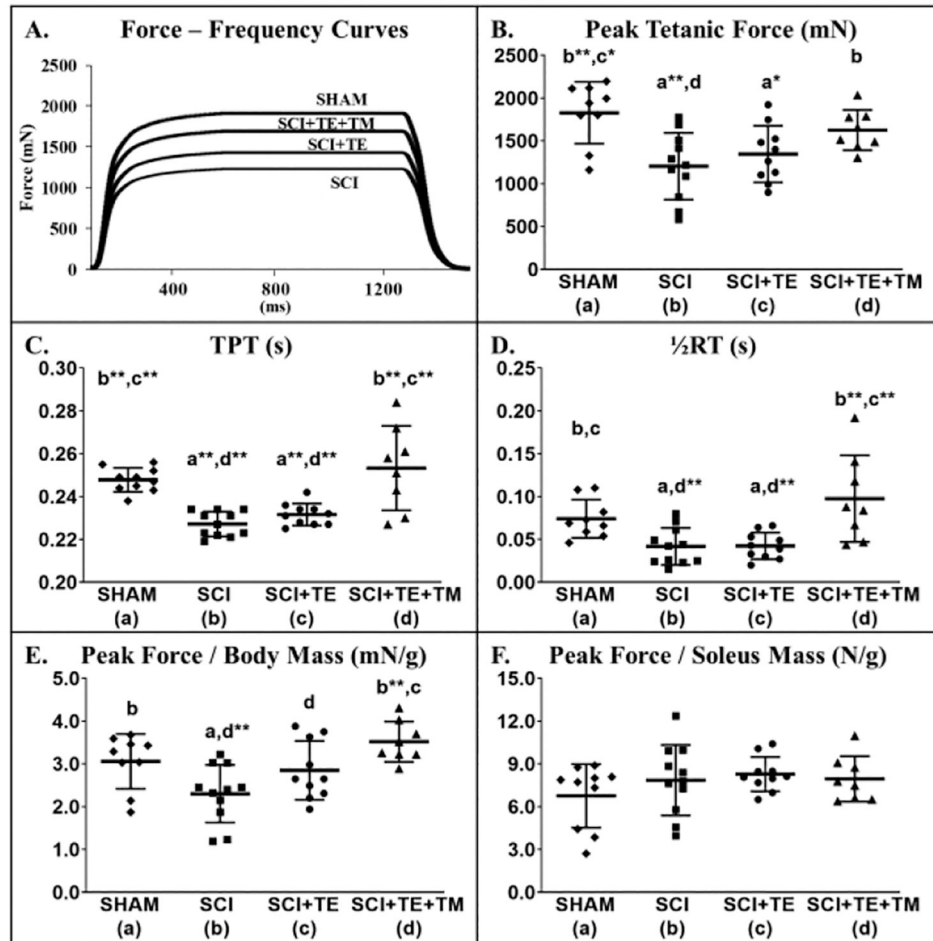 A. Force – Frequency Curves
Force (mN)
2500
2000
1500
1000
500
0
SHAM
SCI+TE+TM
SCI+TE
SCI
400
800
1200
(ms)
B. Peak Tetanic Force (mN)
2500
2000
1500
1000
500
0
b**,c*
a**,d
a*
b
SHAM SCI SCI+TE SCI+TE+TM
(a) (b) (c) (d)
C. TPT (s)
0.30
0.28
0.26
0.24
0.22
0.20
b**,c**
a**,d**
a**,d**
b**,c**
SHAM SCI SCI+TE SCI+TE+TM
(a) (b) (c) (d)
D. ½RT (s)
0.25
0.20
0.15
0.10
0.05
0.00
b,c
a,d**
a,d**
b**,c**
SHAM SCI SCI+TE SCI+TE+TM
(a) (b) (c) (d)
E. Peak Force / Body Mass (mN/g)
5.0
4.0
3.0
2.0
1.0
0.0
b
a,d**
d
b**,c
SHAM SCI SCI+TE SCI+TE+TM
(a) (b) (c) (d)
F. Peak Force / Soleus Mass (N/g)
15.0
12.0
9.0
6.0
3.0
0.0
SHAM SCI SCI+TE SCI+TE+TM
(a) (b) (c) (d)